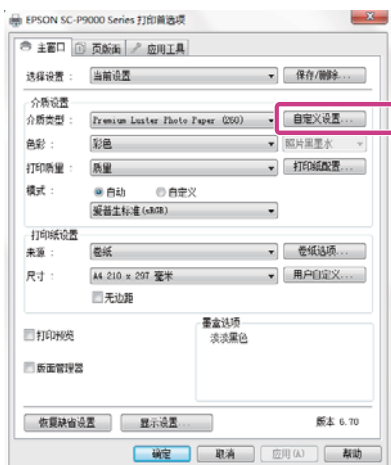 EPSON SC-P9000 Series 打印首选项
主窗口 页版面 应用工具
选择设置： 当前设置 保存/删除...
介质设置
介质类型： Premium Luster Photo Paper (260) 自定义设置...
色彩： 彩色 照片黑墨水
打印质量： 质量 打印纸配置...
模式： 自动 自定义
爱普生标准(sRGB)
打印纸设置
来源： 卷纸 卷纸选项...
尺寸： A4 210 x 297 毫米 用户自定义...
无边距
墨盒选项
打印预览 淡淡黑色
版面管理器
恢复缺省设置 显示设置... 版本 6.70
确定 取消 应用(A) 帮助